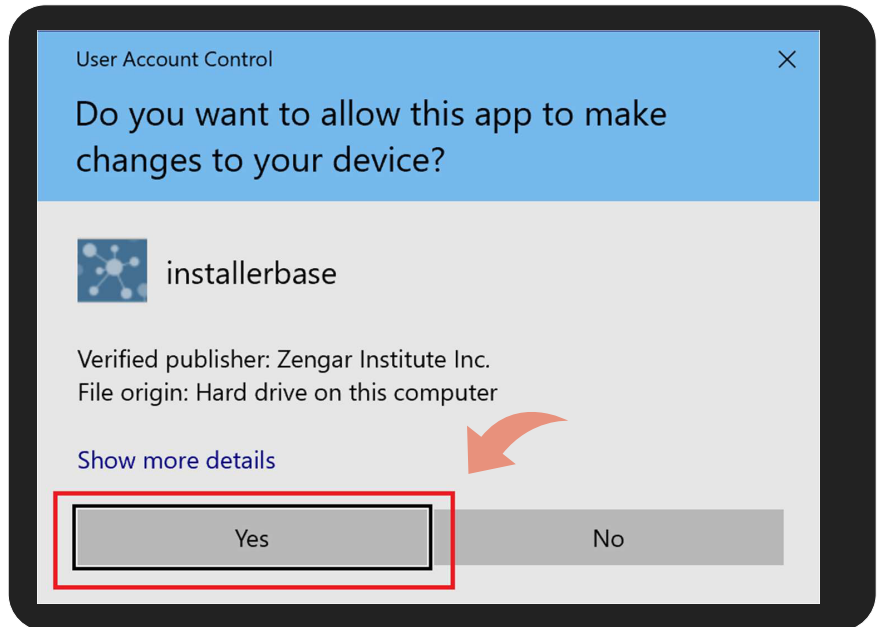 User Account Control
Do you want to allow this app to make
changes to your device?
installerbase
Verified publisher: Zengar Institute Inc.
File origin: Hard drive on this computer
Show more details
Yes
No